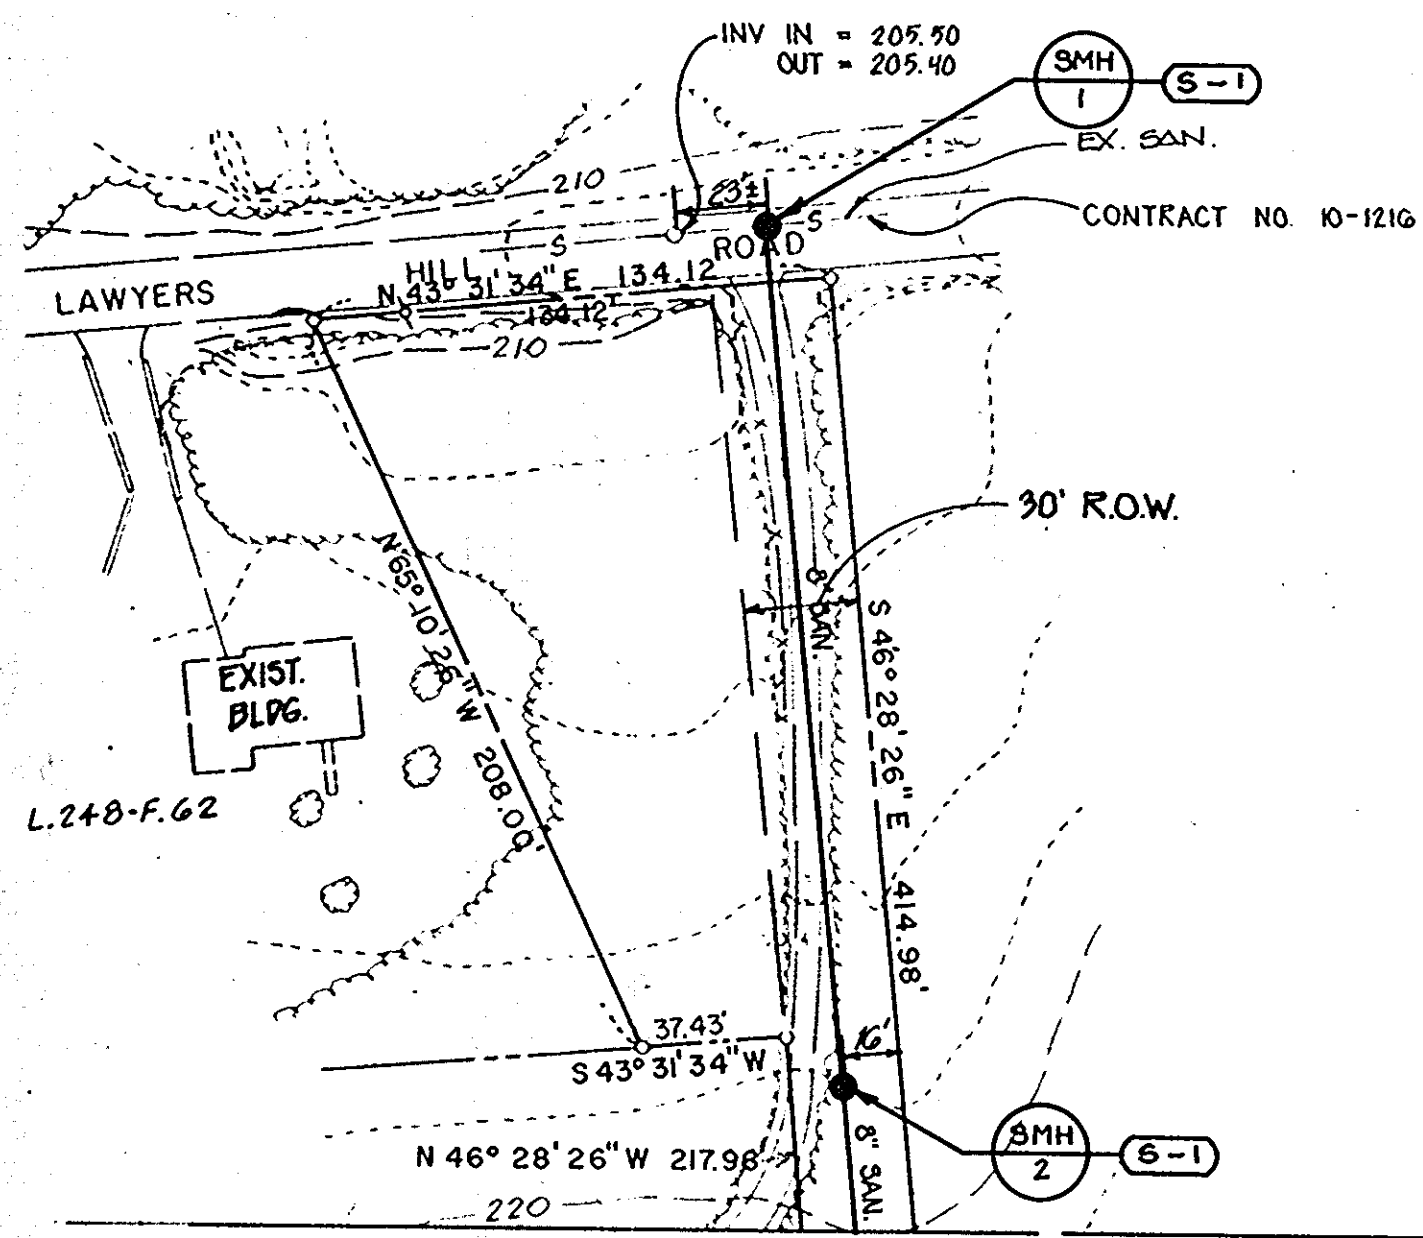 INV IN = 205.50
OUT = 205.40
SMH
1
S-1
EX. SAN.
CONTRACT NO. 10-1216
210
23'±
S
S
LAWYERS HILL ROAD
N 43° 31' 34" E 134.12'
134.12'
210
30' R.O.W.
8" SAN.
N 65° 10' 26" W 208.00'
S 46° 28' 26" E 414.98'
EXIST.
BLDG.
L.248-F.62
37.43'
S 43° 31' 34" W
16'
SMH
2
S-1
N 46° 28' 26" W 217.98'
8" SAN.
220